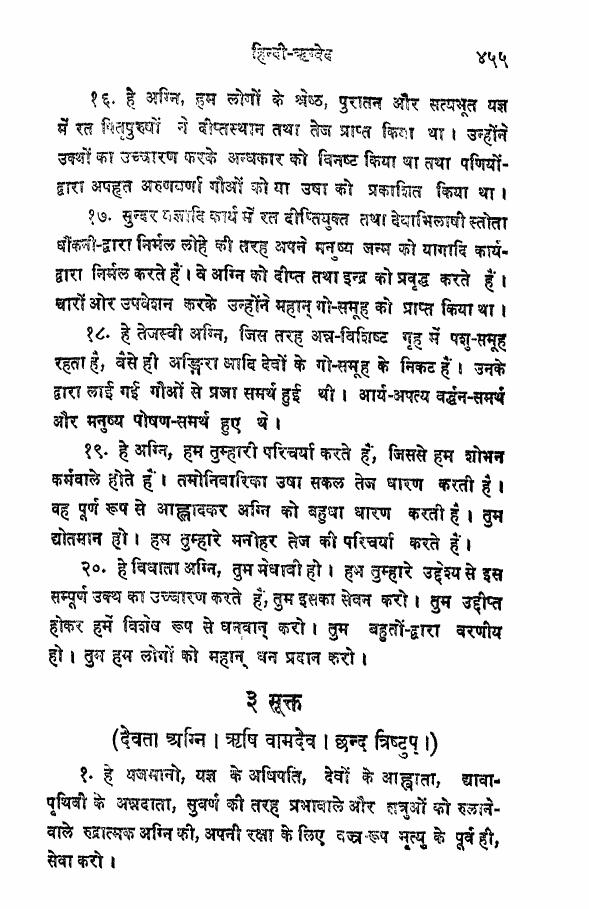 हिन्दी-ऋग्वेद ४५५
१६. हे अग्नि, हम लोगों के श्रेष्ठ, पुरातन और सत्यभूत यज्ञ
में रत पितृपुरुषों ने दीप्तस्थान तथा तेज प्राप्त किया था। उन्होंने
उक्थों का उच्चारण करके अन्धकार को विनष्ट किया था तथा पणियों-
द्वारा अपहृत अरुणवर्णा गौओं को या उषा को प्रकाशित किया था।
१७. सुन्दर यज्ञादि कार्य में रत दीप्तियुक्त तथा देवाभिलाषी स्तोता
धौंकनी-द्वारा निर्मल लोहे की तरह अपने मनुष्य जन्म को यागादि कार्य-
द्वारा निर्मल करते हैं। वे अग्नि को दीप्त तथा इन्द्र को प्रवृद्ध करते हैं।
चारों ओर उपवेशन करके उन्होंने महान् गो-समूह को प्राप्त किया था।
१८. हे तेजस्वी अग्नि, जिस तरह अन्न-विशिष्ट गृह में पशु-समूह
रहता है, वैसे ही अङ्गिरा आदि देवों के गो-समूह के निकट हैं। उनके
द्वारा लाई गई गौओं से प्रजा समर्थ हुई थी। आर्य-अपत्य वर्द्धन-समर्थ
और मनुष्य पोषण-समर्थ हुए थे।
१९. हे अग्नि, हम तुम्हारी परिचर्या करते हैं, जिससे हम शोभन
कर्मवाले होते हैं। तमोनिवारिका उषा सकल तेज धारण करती है।
वह पूर्ण रूप से आह्लादकर अग्नि को बहुधा धारण करती है। तुम
द्योतमान हो। हम तुम्हारे मनोहर तेज की परिचर्या करते हैं।
२०. हे विधाता अग्नि, तुम मेधावी हो। हम तुम्हारे उद्देश्य से इस
सम्पूर्ण उक्थ का उच्चारण करते हैं, तुम इसका सेवन करो। तुम उद्दीप्त
होकर हमें विशेष रूप से धनवान् करो। तुम बहुतों-द्वारा वरणीय
हो। तुम हम लोगों को महान् धन प्रदान करो।
३ सूक्त
(देवता अग्नि। ऋषि वामदेव। छन्द त्रिष्टुप्।)
१. हे यजमानो, यज्ञ के अधिपति, देवों के आह्वाता, द्यावा-
पृथिवी के अन्नदाता, सुवर्ण की तरह प्रभावाले और शत्रुओं को रुलाने-
वाले रुद्रात्मक अग्नि की, अपनी रक्षा के लिए वज्र-रूप मृत्यु के पूर्व ही,
सेवा करो।